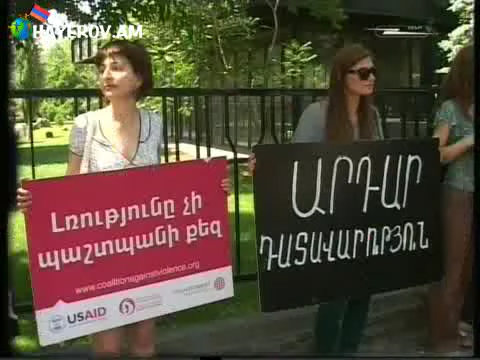 HAYEROV.AM
Լռությունը չի
պաշտպանի քեզ
www.coalitionagainstviolence.org
USAID
ԱՐԴԱՐ
ԴԱՏԱՎԱՐՈՒԹՅՈՒՆ